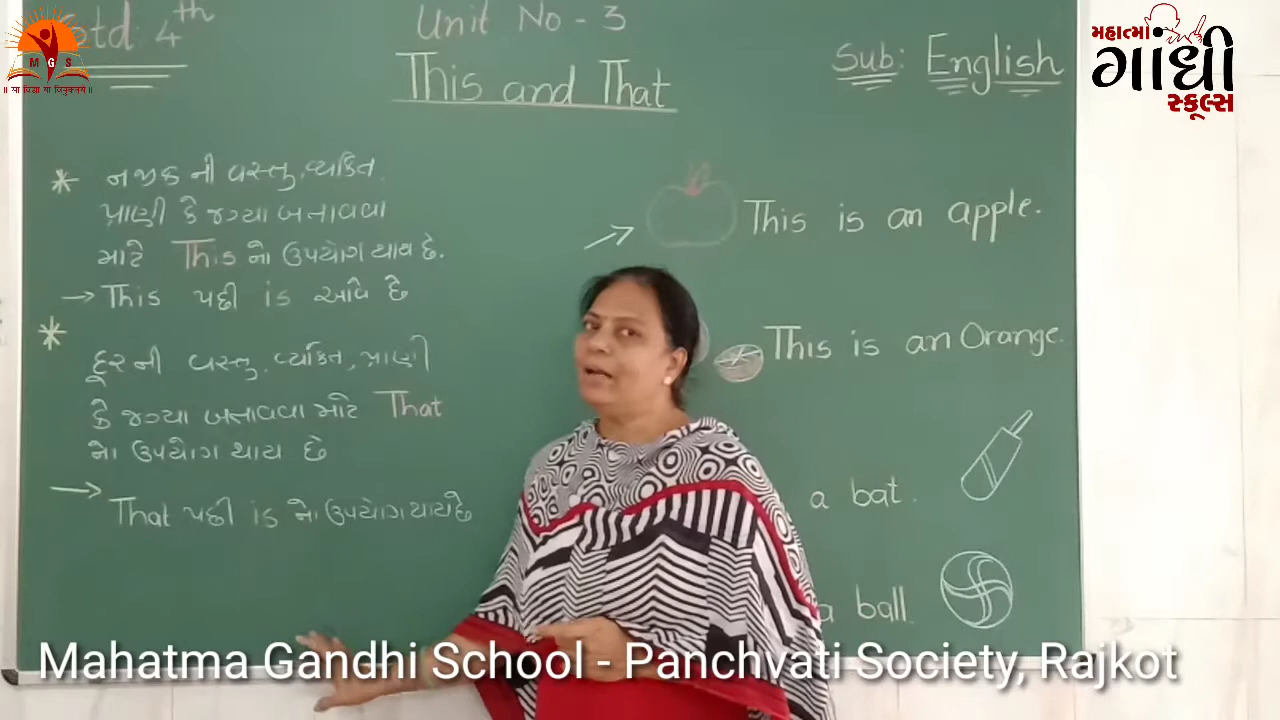 Std: 4th
Unit No - 3
This and That
Sub: English
M G S
॥ सा विद्या या विमुक्तये ॥
મહાત્મા
ગાંધી
સ્કૂલ્સ
* નજીક ની વસ્તુ, વ્યકિત
પ્રાણી કે જગ્યા બનાવવા
માટે This નો ઉપયોગ થાય છે.
→ This પછી is આવે છે
* દૂર ની વસ્તુ, વ્યકિત, પ્રાણી
કે જગ્યા બતાવવા માટે That
નો ઉપયોગ થાય છે
→ That પછી is નો ઉપયોગ થાય છે
This is an apple.
This is an Orange.
a bat.
a ball.
Mahatma Gandhi School - Panchvati Society, Rajkot